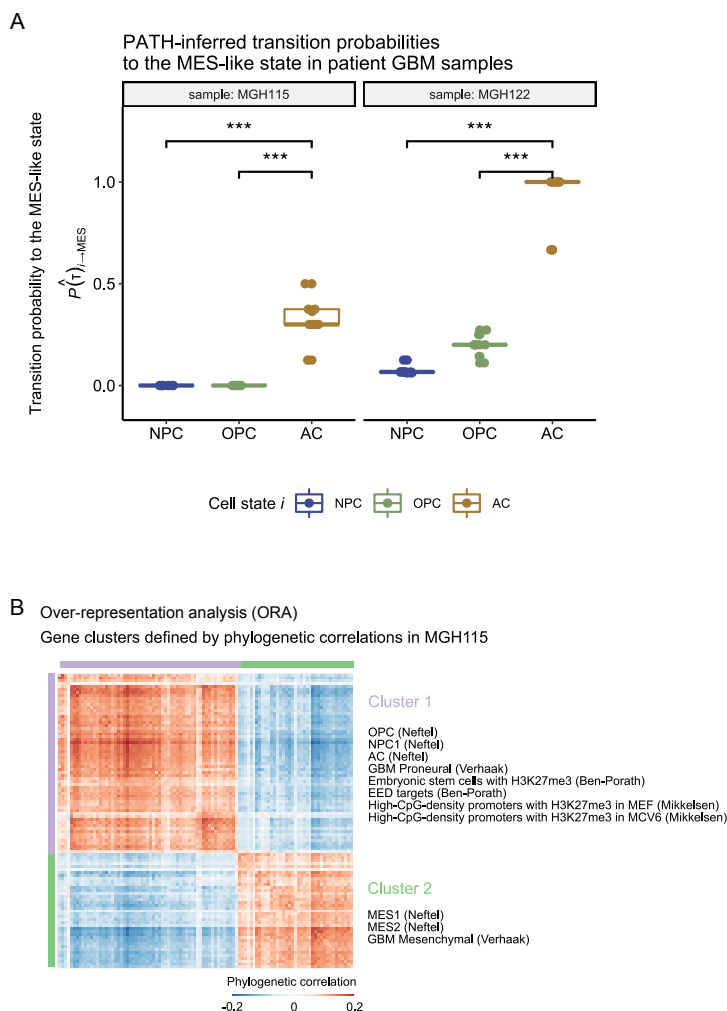 A
PATH-inferred transition probabilities
to the MES-like state in patient GBM samples
sample: MGH115
sample: MGH122
Transition probability to the MES-like state
P̂(τ)i→MES
***
***
***
***
1.0
0.5
0.0
NPC
OPC
AC
NPC
OPC
AC
Cell state i
NPC
OPC
AC
B
Over-representation analysis (ORA)
Gene clusters defined by phylogenetic correlations in MGH115
Cluster 1
OPC (Neftel)
NPC1 (Neftel)
AC (Neftel)
GBM Proneural (Verhaak)
Embryonic stem cells with H3K27me3 (Ben-Porath)
EED targets (Ben-Porath)
High-CpG-density promoters with H3K27me3 in MEF (Mikkelsen)
High-CpG-density promoters with H3K27me3 in MCV6 (Mikkelsen)
Cluster 2
MES1 (Neftel)
MES2 (Neftel)
GBM Mesenchymal (Verhaak)
Phylogenetic correlation
-0.2
0
0.2